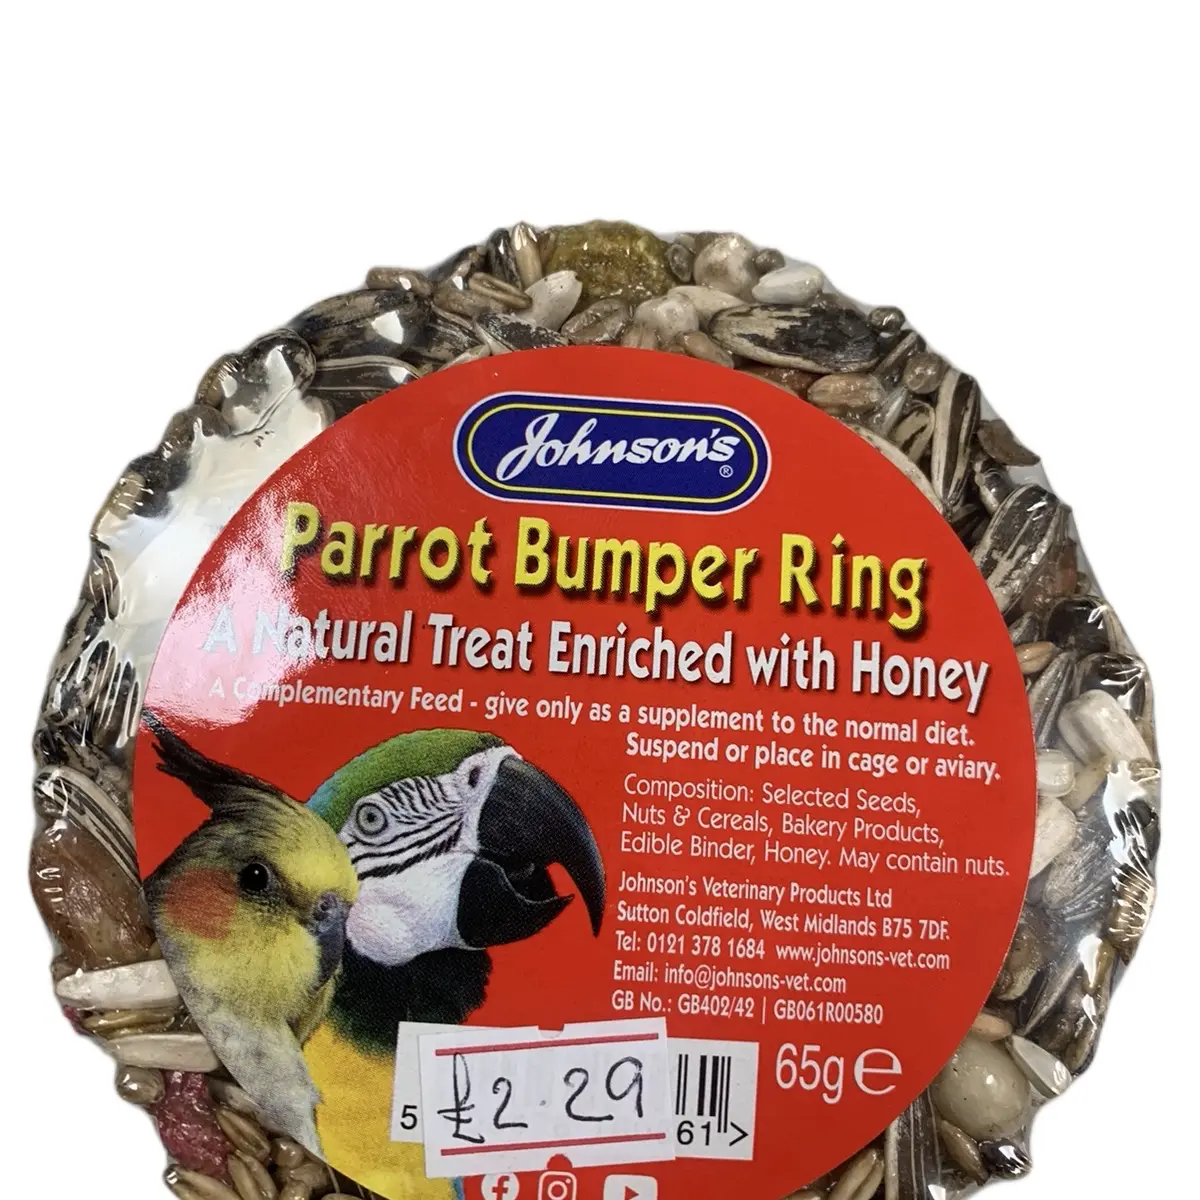 Johnson's®
Parrot Bumper Ring
A Natural Treat Enriched with Honey
A Complementary Feed - give only as a supplement to the normal diet.
Suspend or place in cage or aviary.
Composition: Selected Seeds,
Nuts & Cereals, Bakery Products,
Edible Binder, Honey. May contain nuts.
Johnson's Veterinary Products Ltd
Sutton Coldfield, West Midlands B75 7DF.
Tel: 0121 378 1684 www.johnsons-vet.com
Email: info@johnsons-vet.com
GB No.: GB402/42 | GB061R00580
65g ℮
£2.29
5 61 >